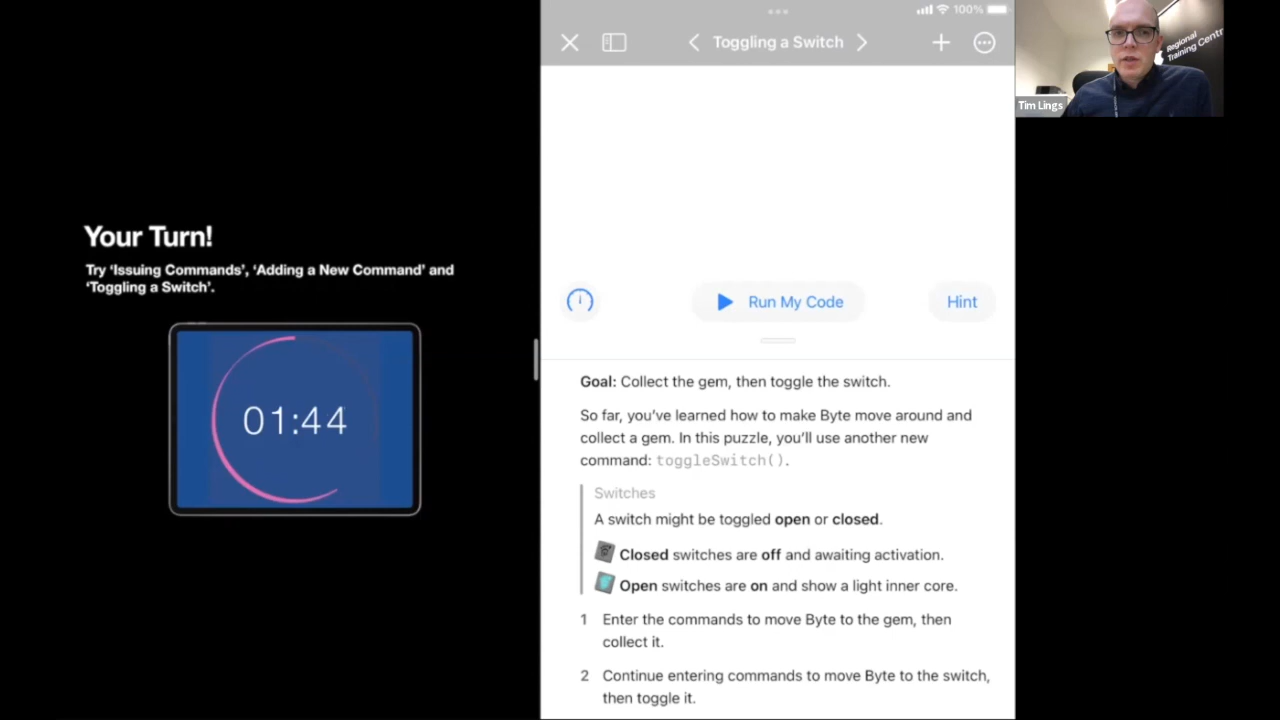 Your Turn!
Try ‘Issuing Commands’, ‘Adding a New Command’ and
‘Toggling a Switch’.
01:44
100%
Toggling a Switch
Run My Code
Hint
Goal: Collect the gem, then toggle the switch.
So far, you’ve learned how to make Byte move around and
collect a gem. In this puzzle, you’ll use another new
command: toggleSwitch().
Switches
A switch might be toggled open or closed.
Closed switches are off and awaiting activation.
Open switches are on and show a light inner core.
1 Enter the commands to move Byte to the gem, then
collect it.
2 Continue entering commands to move Byte to the switch,
then toggle it.
Regional
Training Centr
Tim Lings